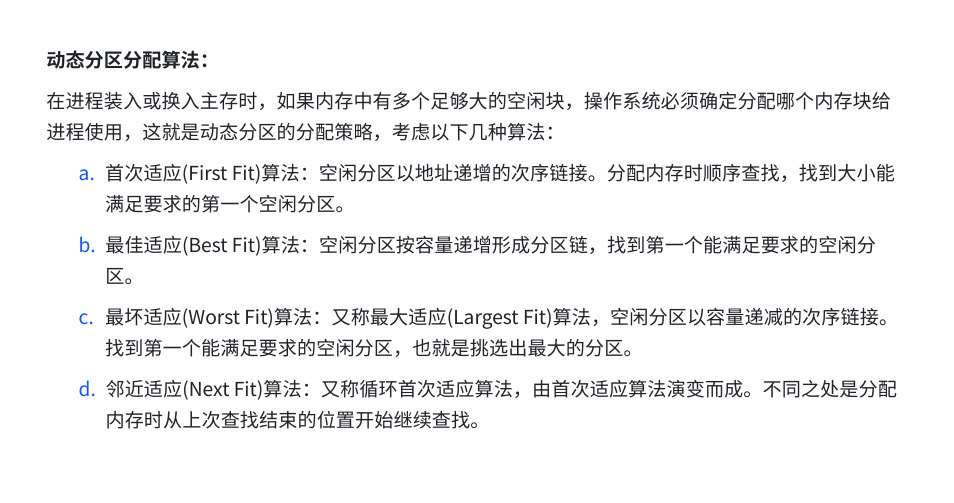 动态分区分配算法：
在进程装入或换入主存时，如果内存中有多个足够大的空闲块，操作系统必须确定分配哪个内存块给
进程使用，这就是动态分区的分配策略，考虑以下几种算法：
a. 首次适应(First Fit)算法：空闲分区以地址递增的次序链接。分配内存时顺序查找，找到大小能
满足要求的第一个空闲分区。
b. 最佳适应(Best Fit)算法：空闲分区按容量递增形成分区链，找到第一个能满足要求的空闲分
区。
c. 最坏适应(Worst Fit)算法：又称最大适应(Largest Fit)算法，空闲分区以容量递减的次序链接。
找到第一个能满足要求的空闲分区，也就是挑选出最大的分区。
d. 邻近适应(Next Fit)算法：又称循环首次适应算法，由首次适应算法演变而成。不同之处是分配
内存时从上次查找结束的位置开始继续查找。